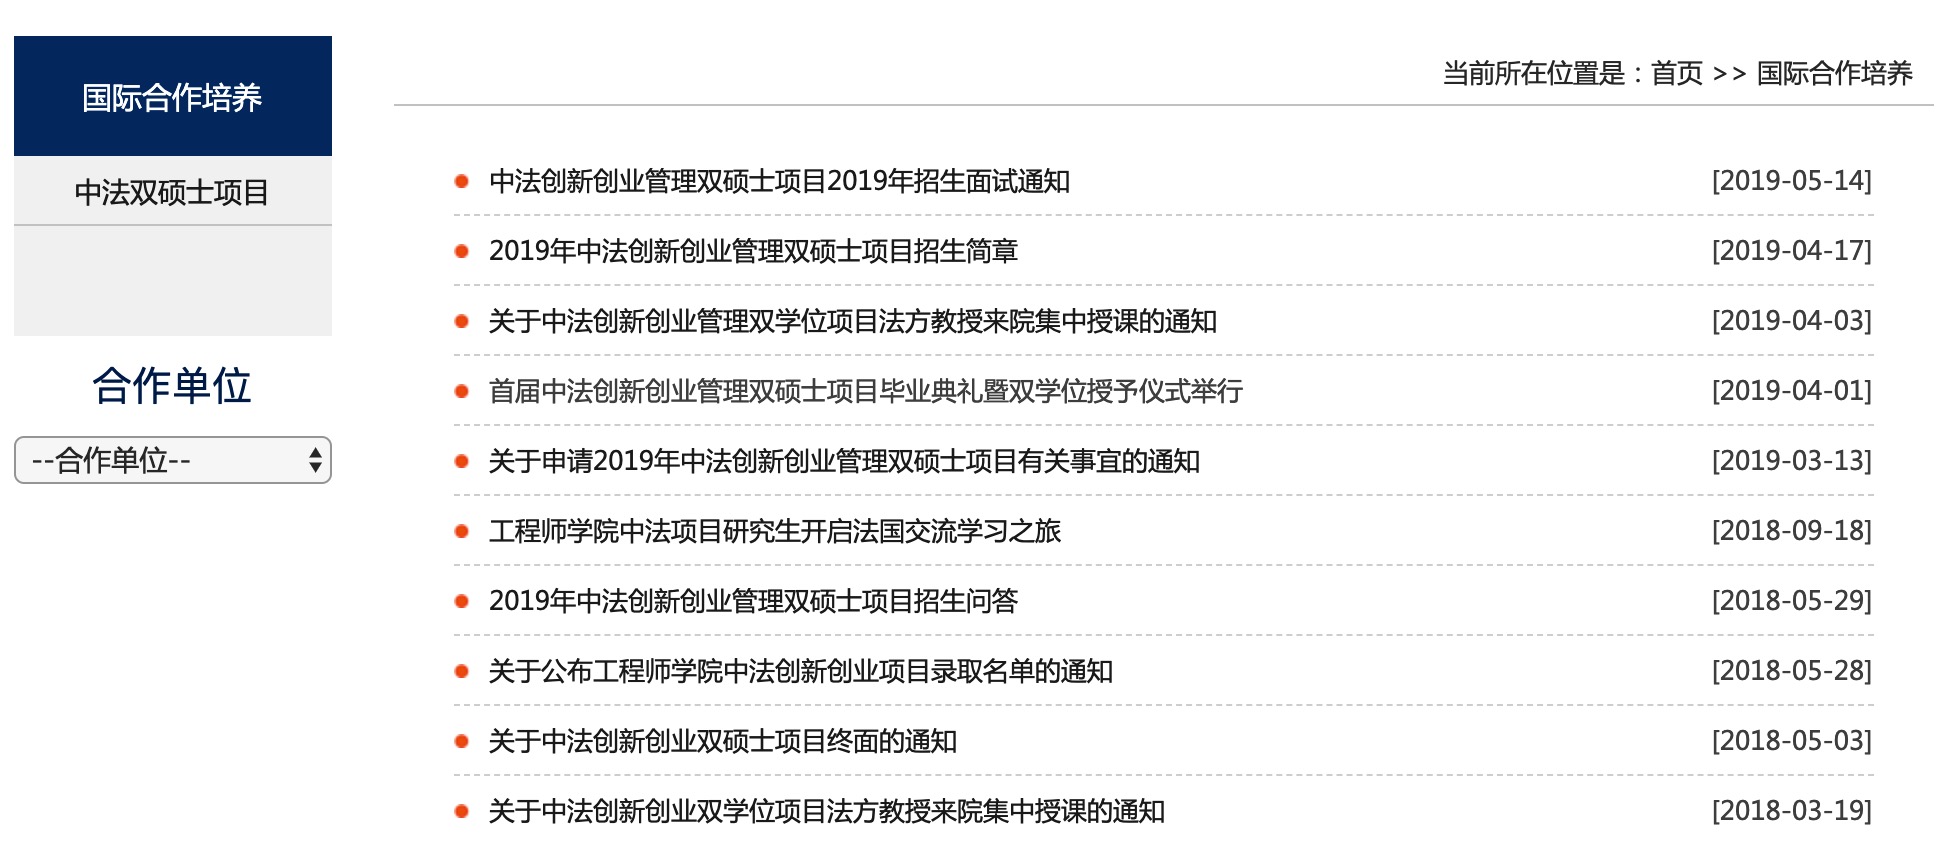 国际合作培养
中法双硕士项目
合作单位
--合作单位--
当前所在位置是：首页 >> 国际合作培养
中法创新创业管理双硕士项目2019年招生面试通知 [2019-05-14]
2019年中法创新创业管理双硕士项目招生简章 [2019-04-17]
关于中法创新创业管理双学位项目法方教授来院集中授课的通知 [2019-04-03]
首届中法创新创业管理双硕士项目毕业典礼暨双学位授予仪式举行 [2019-04-01]
关于申请2019年中法创新创业管理双硕士项目有关事宜的通知 [2019-03-13]
工程师学院中法项目研究生开启法国交流学习之旅 [2018-09-18]
2019年中法创新创业管理双硕士项目招生问答 [2018-05-29]
关于公布工程师学院中法创新创业项目录取名单的通知 [2018-05-28]
关于中法创新创业双硕士项目终面的通知 [2018-05-03]
关于中法创新创业双学位项目法方教授来院集中授课的通知 [2018-03-19]